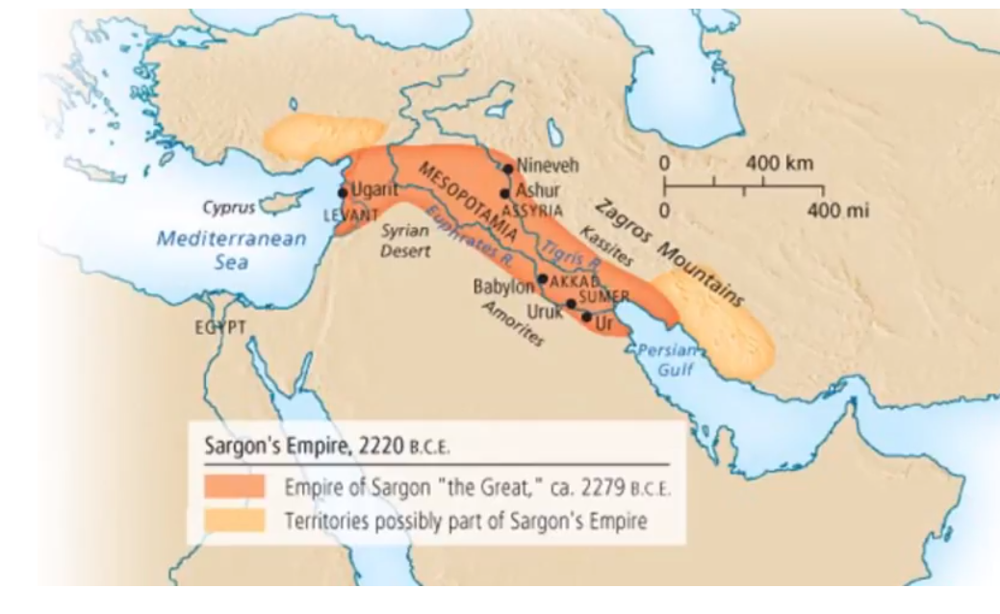 Nineveh
Ashur
ASSYRIA
MESOPOTAMIA
Ugarit
LEVANT
Cyprus
Mediterranean
Sea
Syrian
Desert
Euphrates R.
Tigris R.
Zagros Mountains
Kassites
0 400 km
0 400 mi
Babylon
AKKAD
SUMER
Uruk
Ur
Amorites
EGYPT
Persian
Gulf
Sargon's Empire, 2220 B.C.E.
Empire of Sargon "the Great," ca. 2279 B.C.E.
Territories possibly part of Sargon's Empire